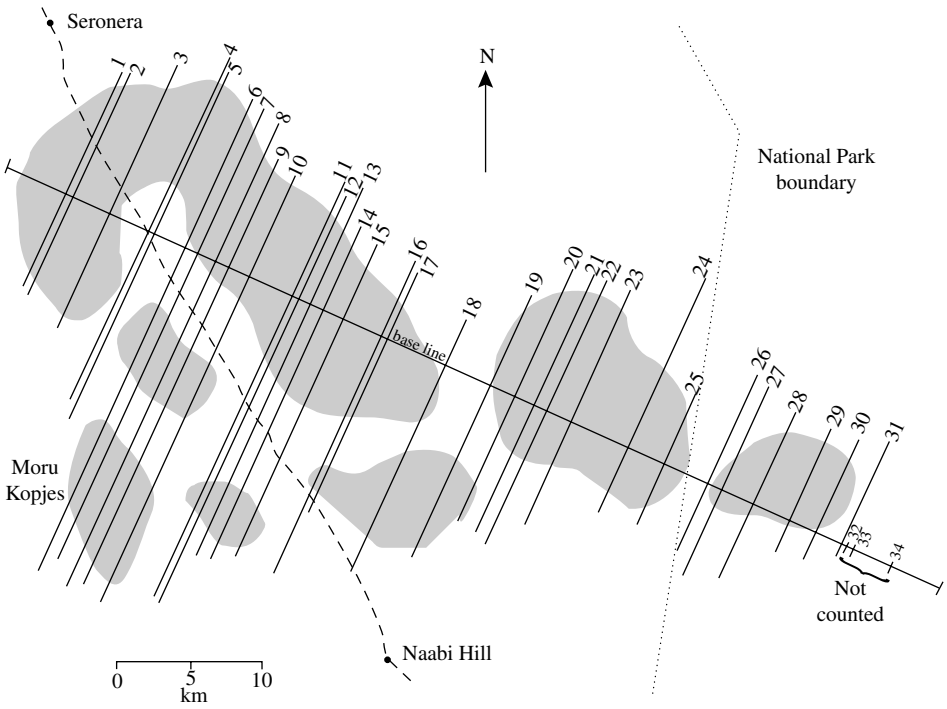 Seronera
1
2
3
4
5
6
7
8
9
10
11
12
13
14
15
16
17
18
19
20
21
22
23
24
25
26
27
28
29
30
31
32
33
34
N
National Park
boundary
base line
Moru
Kopjes
Not
counted
Naabi Hill
0 5 10
km